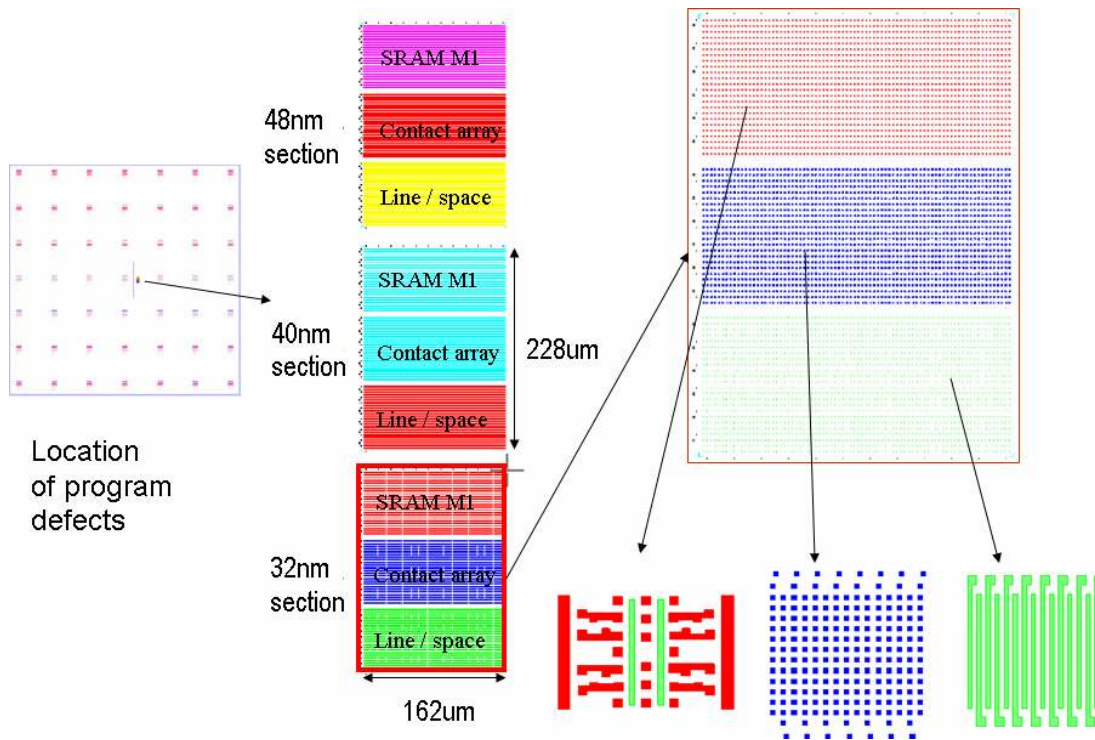 SRAM M1
48nm
section
Contact array
Line / space
SRAM M1
40nm
section
Contact array
228um
Line / space
Location
of program
defects
SRAM M1
32nm
section
Contact array
Line / space
162um